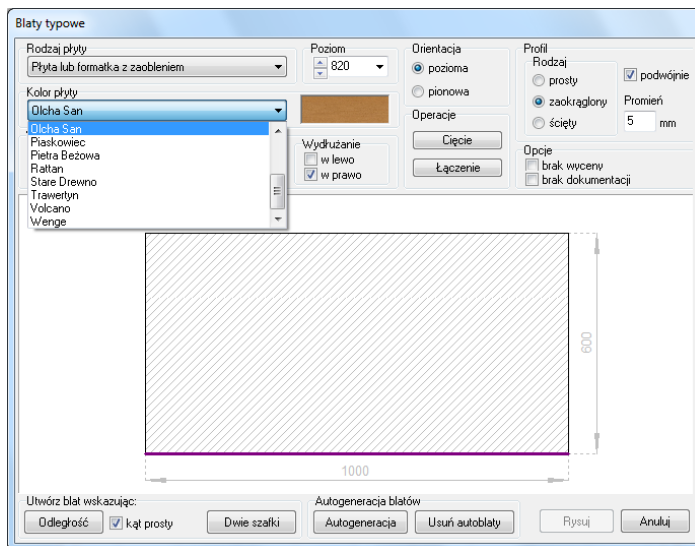 Blaty typowe
Rodzaj płyty
Płyta lub formatka z zaobleniem
Poziom
820
Orientacja
pozioma
pionowa
Profil
Rodzaj
prosty
zaokrąglony
ścięty
podwójnie
Promień
5 mm
Kolor płyty
Olcha San
Olcha San
Piaskowiec
Pietra Beżowa
Rattan
Stare Drewno
Trawertyn
Volcano
Wenge
Wydłużanie
w lewo
w prawo
Operacje
Cięcie
Łączenie
Opcje
brak wyceny
brak dokumentacji
600
1000
Utwórz blat wskazując:
Odległość
kąt prosty
Dwie szafki
Autogeneracja blatów
Autogeneracja
Usuń autoblaty
Rysuj
Anuluj